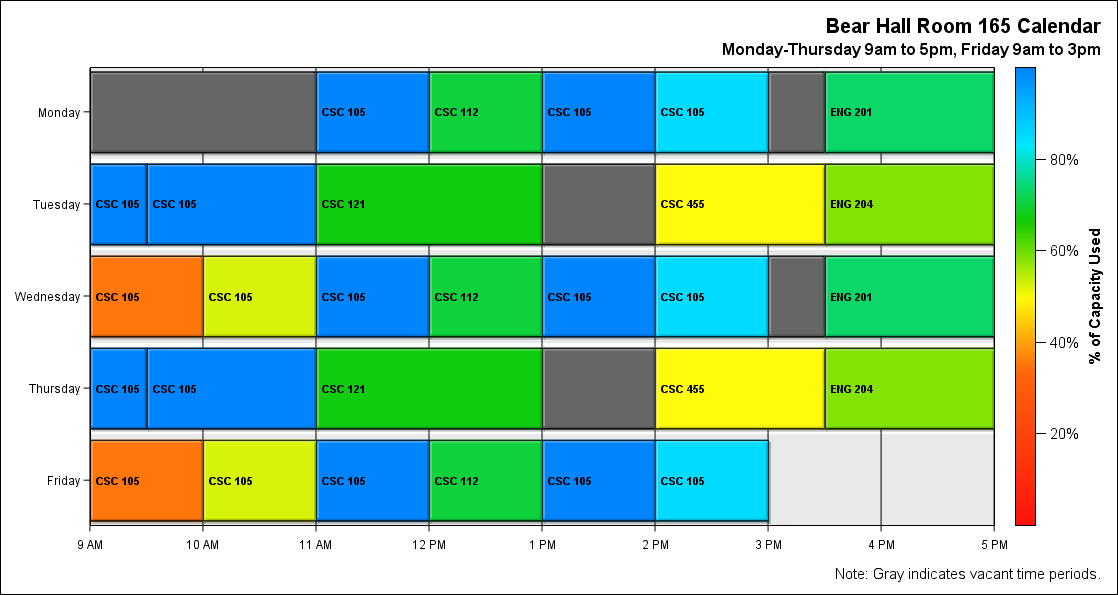 Bear Hall Room 165 Calendar
Monday-Thursday 9am to 5pm, Friday 9am to 3pm
Monday CSC 105 CSC 112 CSC 105 CSC 105 ENG 201
80%
Tuesday CSC 105 CSC 105 CSC 121 CSC 455 ENG 204
60%
Wednesday CSC 105 CSC 105 CSC 105 CSC 112 CSC 105 CSC 105 ENG 201
% of Capacity Used
40%
Thursday CSC 105 CSC 105 CSC 121 CSC 455 ENG 204
20%
Friday CSC 105 CSC 105 CSC 105 CSC 112 CSC 105 CSC 105
9 AM 10 AM 11 AM 12 PM 1 PM 2 PM 3 PM 4 PM 5 PM
Note: Gray indicates vacant time periods.